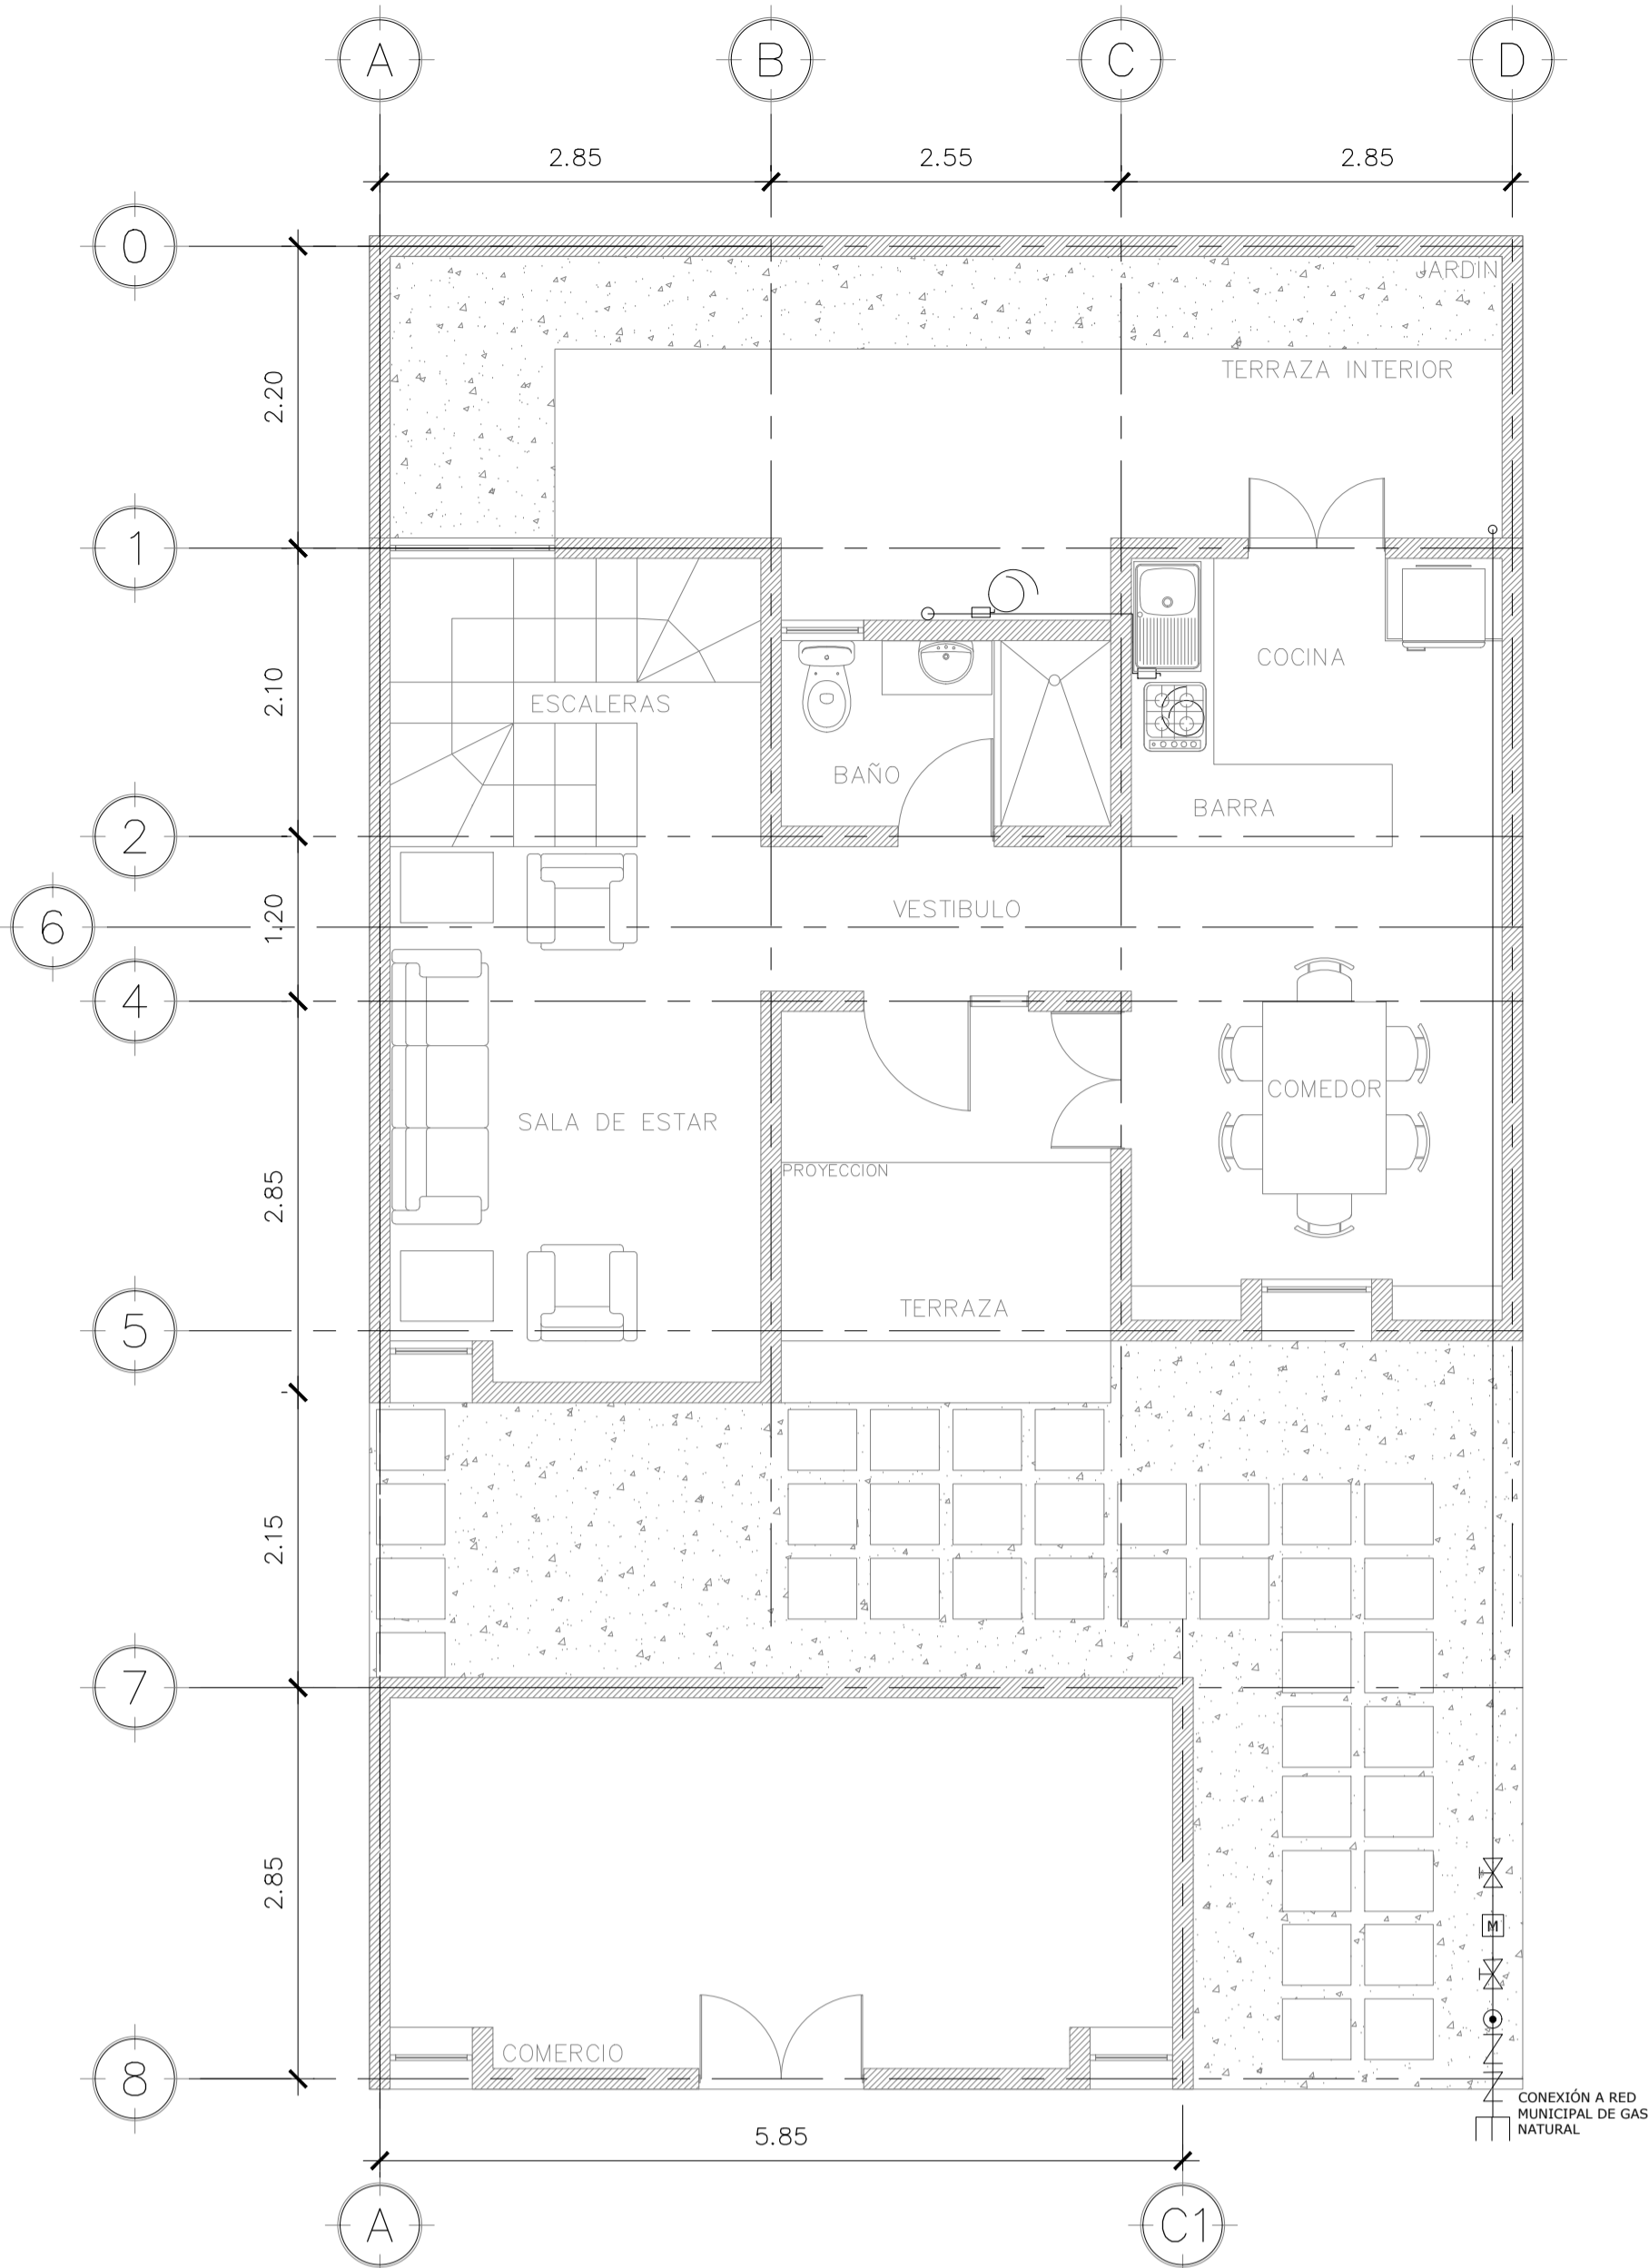 A
B
C
D
2.85
2.55
2.85
0
JARDIN
TERRAZA INTERIOR
2.20
1
COCINA
2.10
ESCALERAS
BAÑO
BARRA
2
1.20
VESTIBULO
6
4
COMEDOR
SALA DE ESTAR
PROYECCION
2.85
TERRAZA
5
2.15
7
2.85
M
COMERCIO
8
CONEXIÓN A RED
MUNICIPAL DE GAS
NATURAL
5.85
A
C1